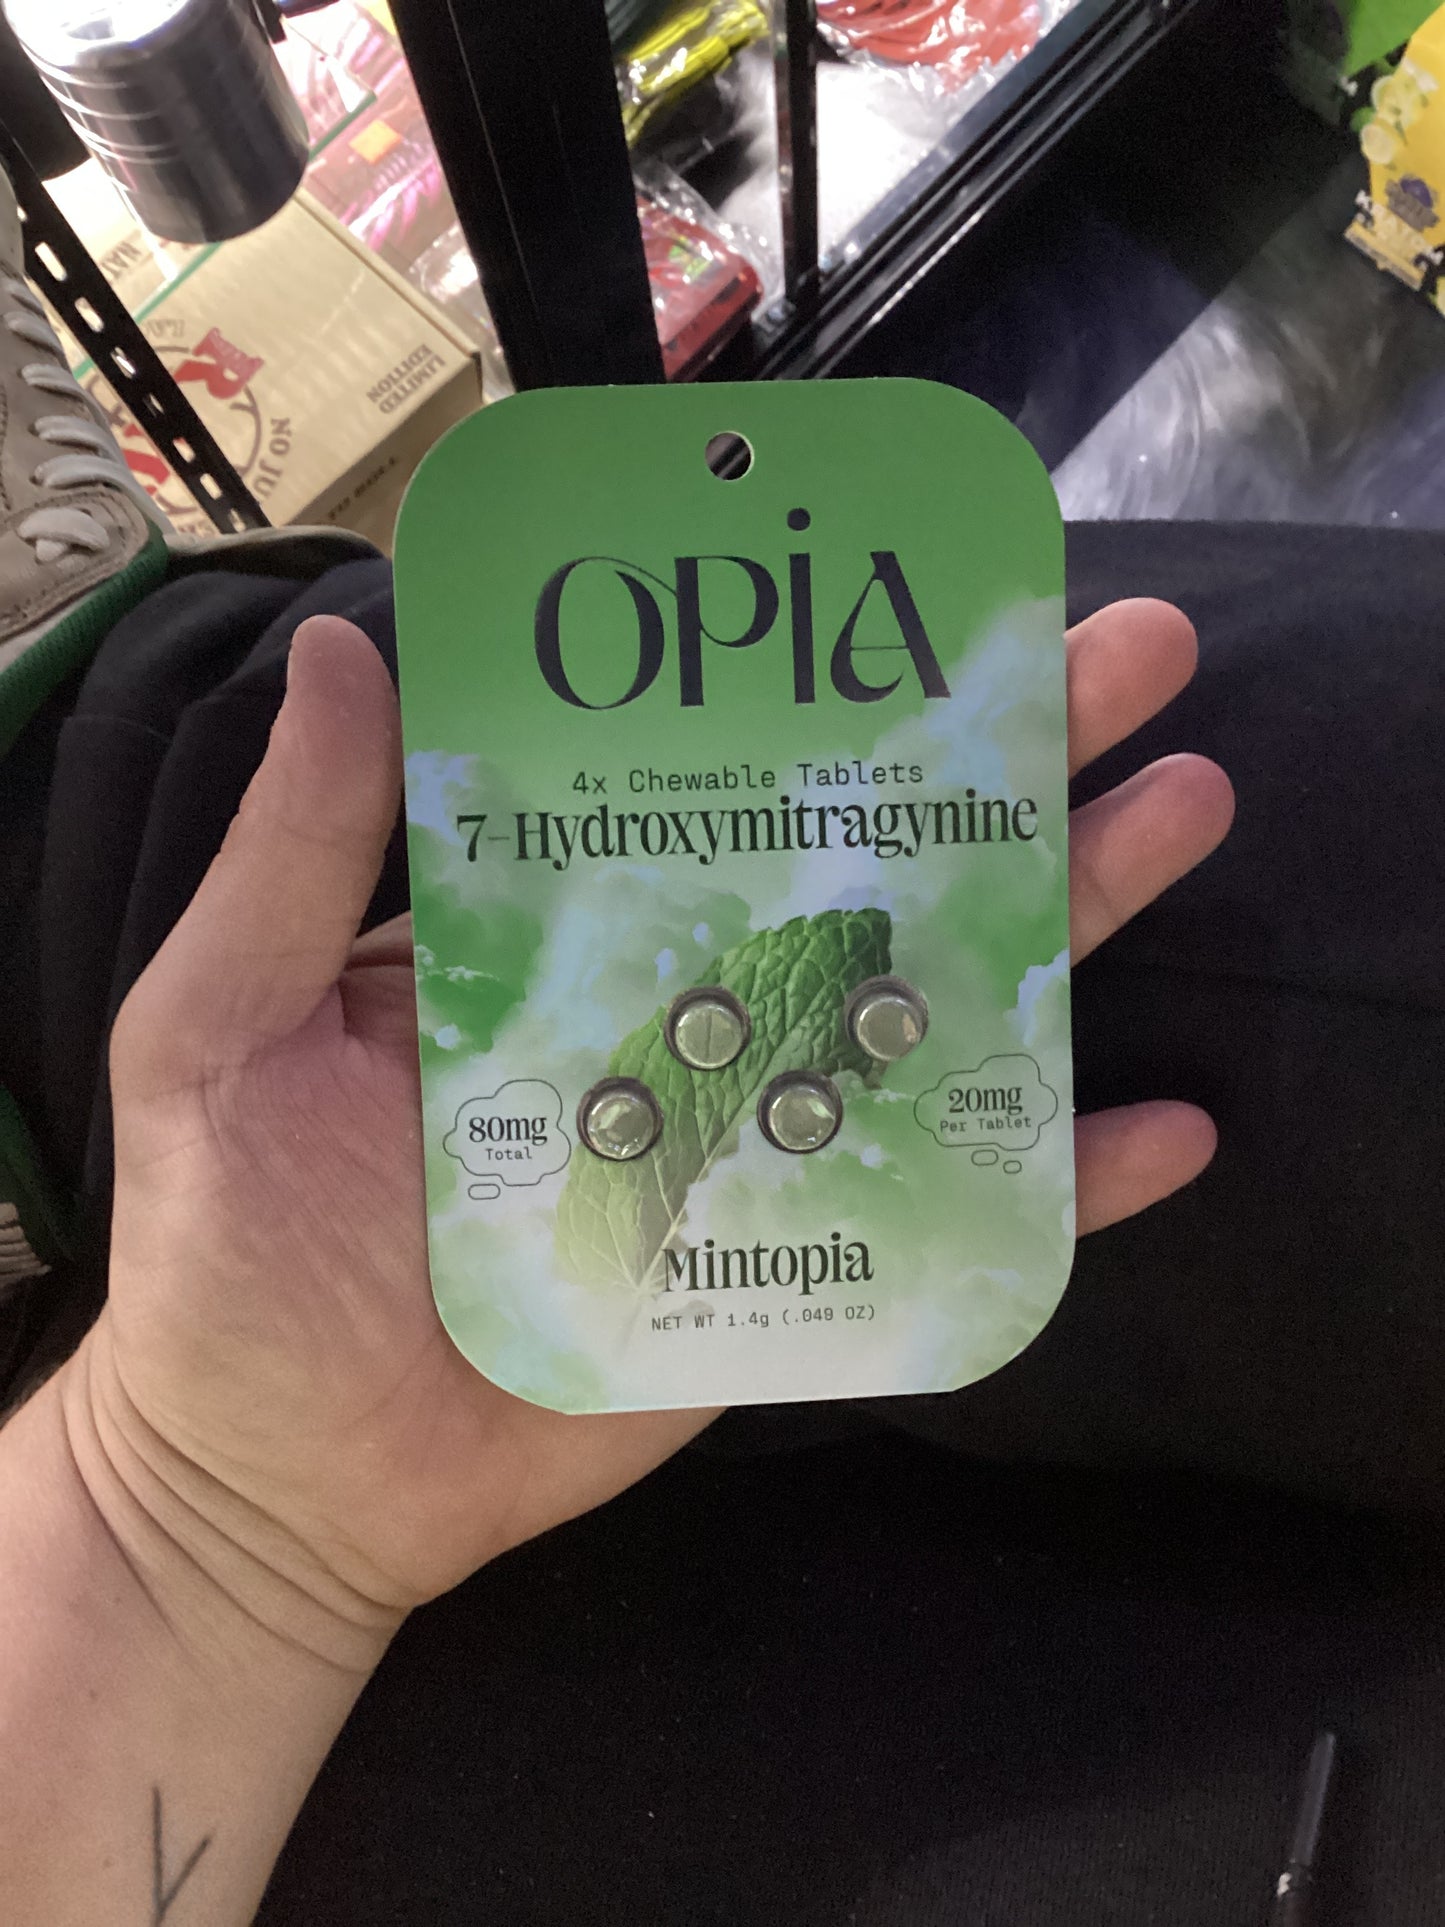 OPiA
4x Chewable Tablets
7-Hydroxymitragynine
80mg
Total
20mg
Per Tablet
Mintopia
NET WT 1.4g (.049 OZ)
LIMITED
EDITION
R